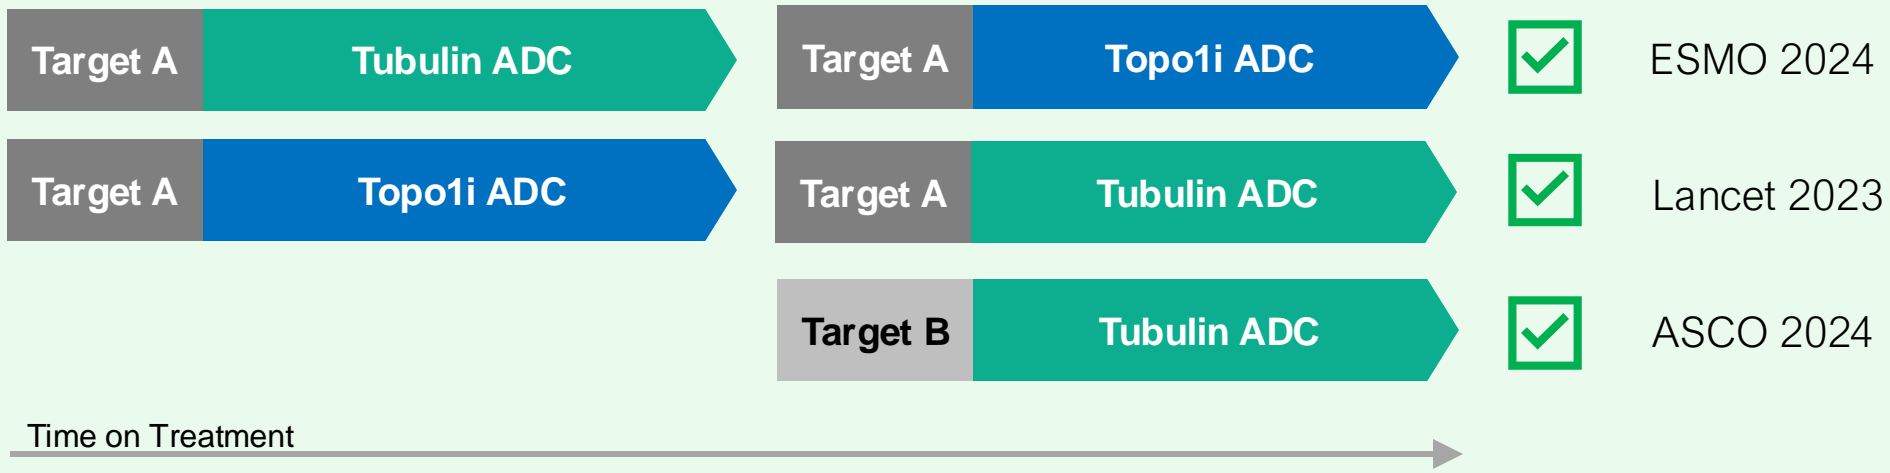 Target A Tubulin ADC Target A Topo1i ADC ESMO 2024
Target A Topo1i ADC Target A Tubulin ADC Lancet 2023
Target B Tubulin ADC ASCO 2024
Time on Treatment